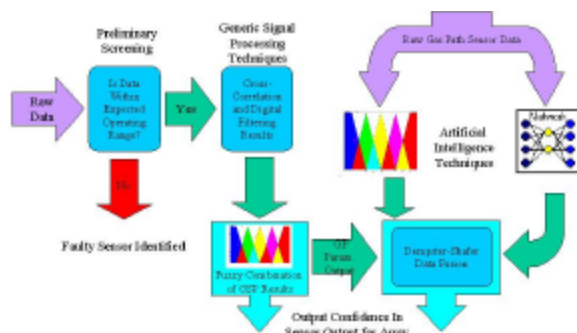 Preliminary
Screening
Generic Signal
Processing
Techniques
Raw Gas Path Sensor Data
Raw
Data
Is Data
Within
Expected
Operating
Range?
Yes
Cross-
Correlation
and Digital
Filtering
Results
Artificial
Intelligence
Techniques
Network
No
Faulty Sensor Identified
Fuzzy Combination
of GSP Results
Param.
Output
Dempster-Shafer
Data Fusion
Output Confidence In
Sensor Output for Array